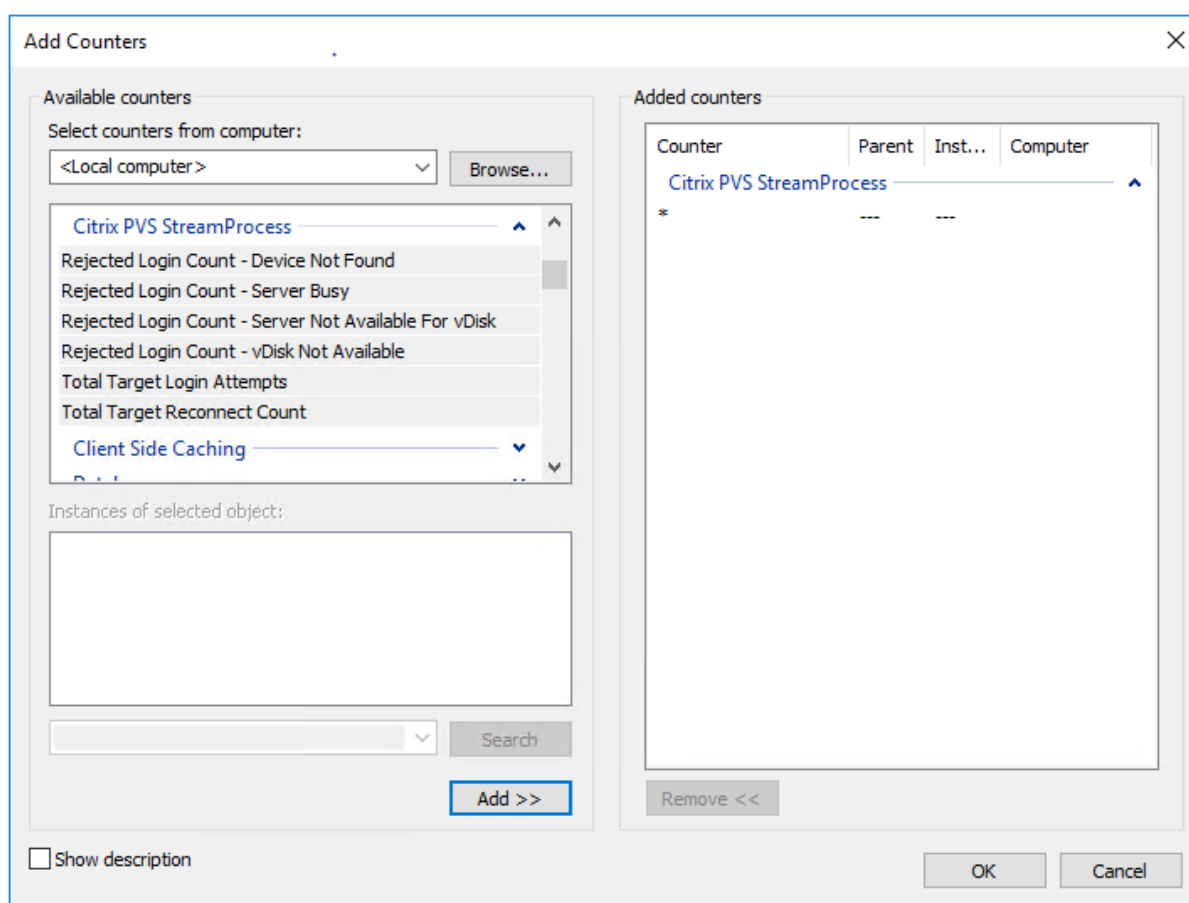 Add Counters
Available counters
Select counters from computer:
<Local computer>
Browse...
Citrix PVS StreamProcess
Rejected Login Count - Device Not Found
Rejected Login Count - Server Busy
Rejected Login Count - Server Not Available For vDisk
Rejected Login Count - vDisk Not Available
Total Target Login Attempts
Total Target Reconnect Count
Client Side Caching
Instances of selected object:
Search
Add >>
Show description
Added counters
Counter Parent Inst... Computer
Citrix PVS StreamProcess
* --- ---
Remove <<
OK Cancel